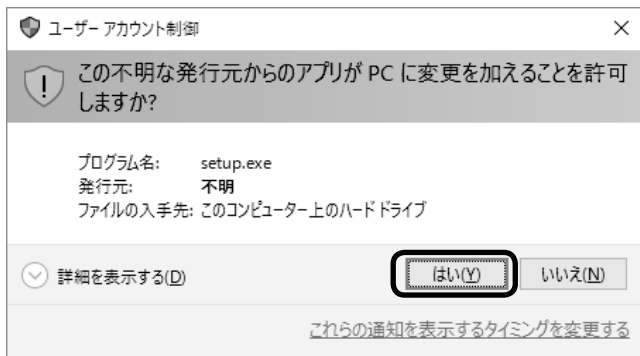 ユーザー アカウント制御
この不明な発行元からのアプリが PC に変更を加えることを許可
しますか?
プログラム名: setup.exe
発行元: 不明
ファイルの入手先: このコンピューター上のハード ドライブ
詳細を表示する(D) はい(Y) いいえ(N)
これらの通知を表示するタイミングを変更する